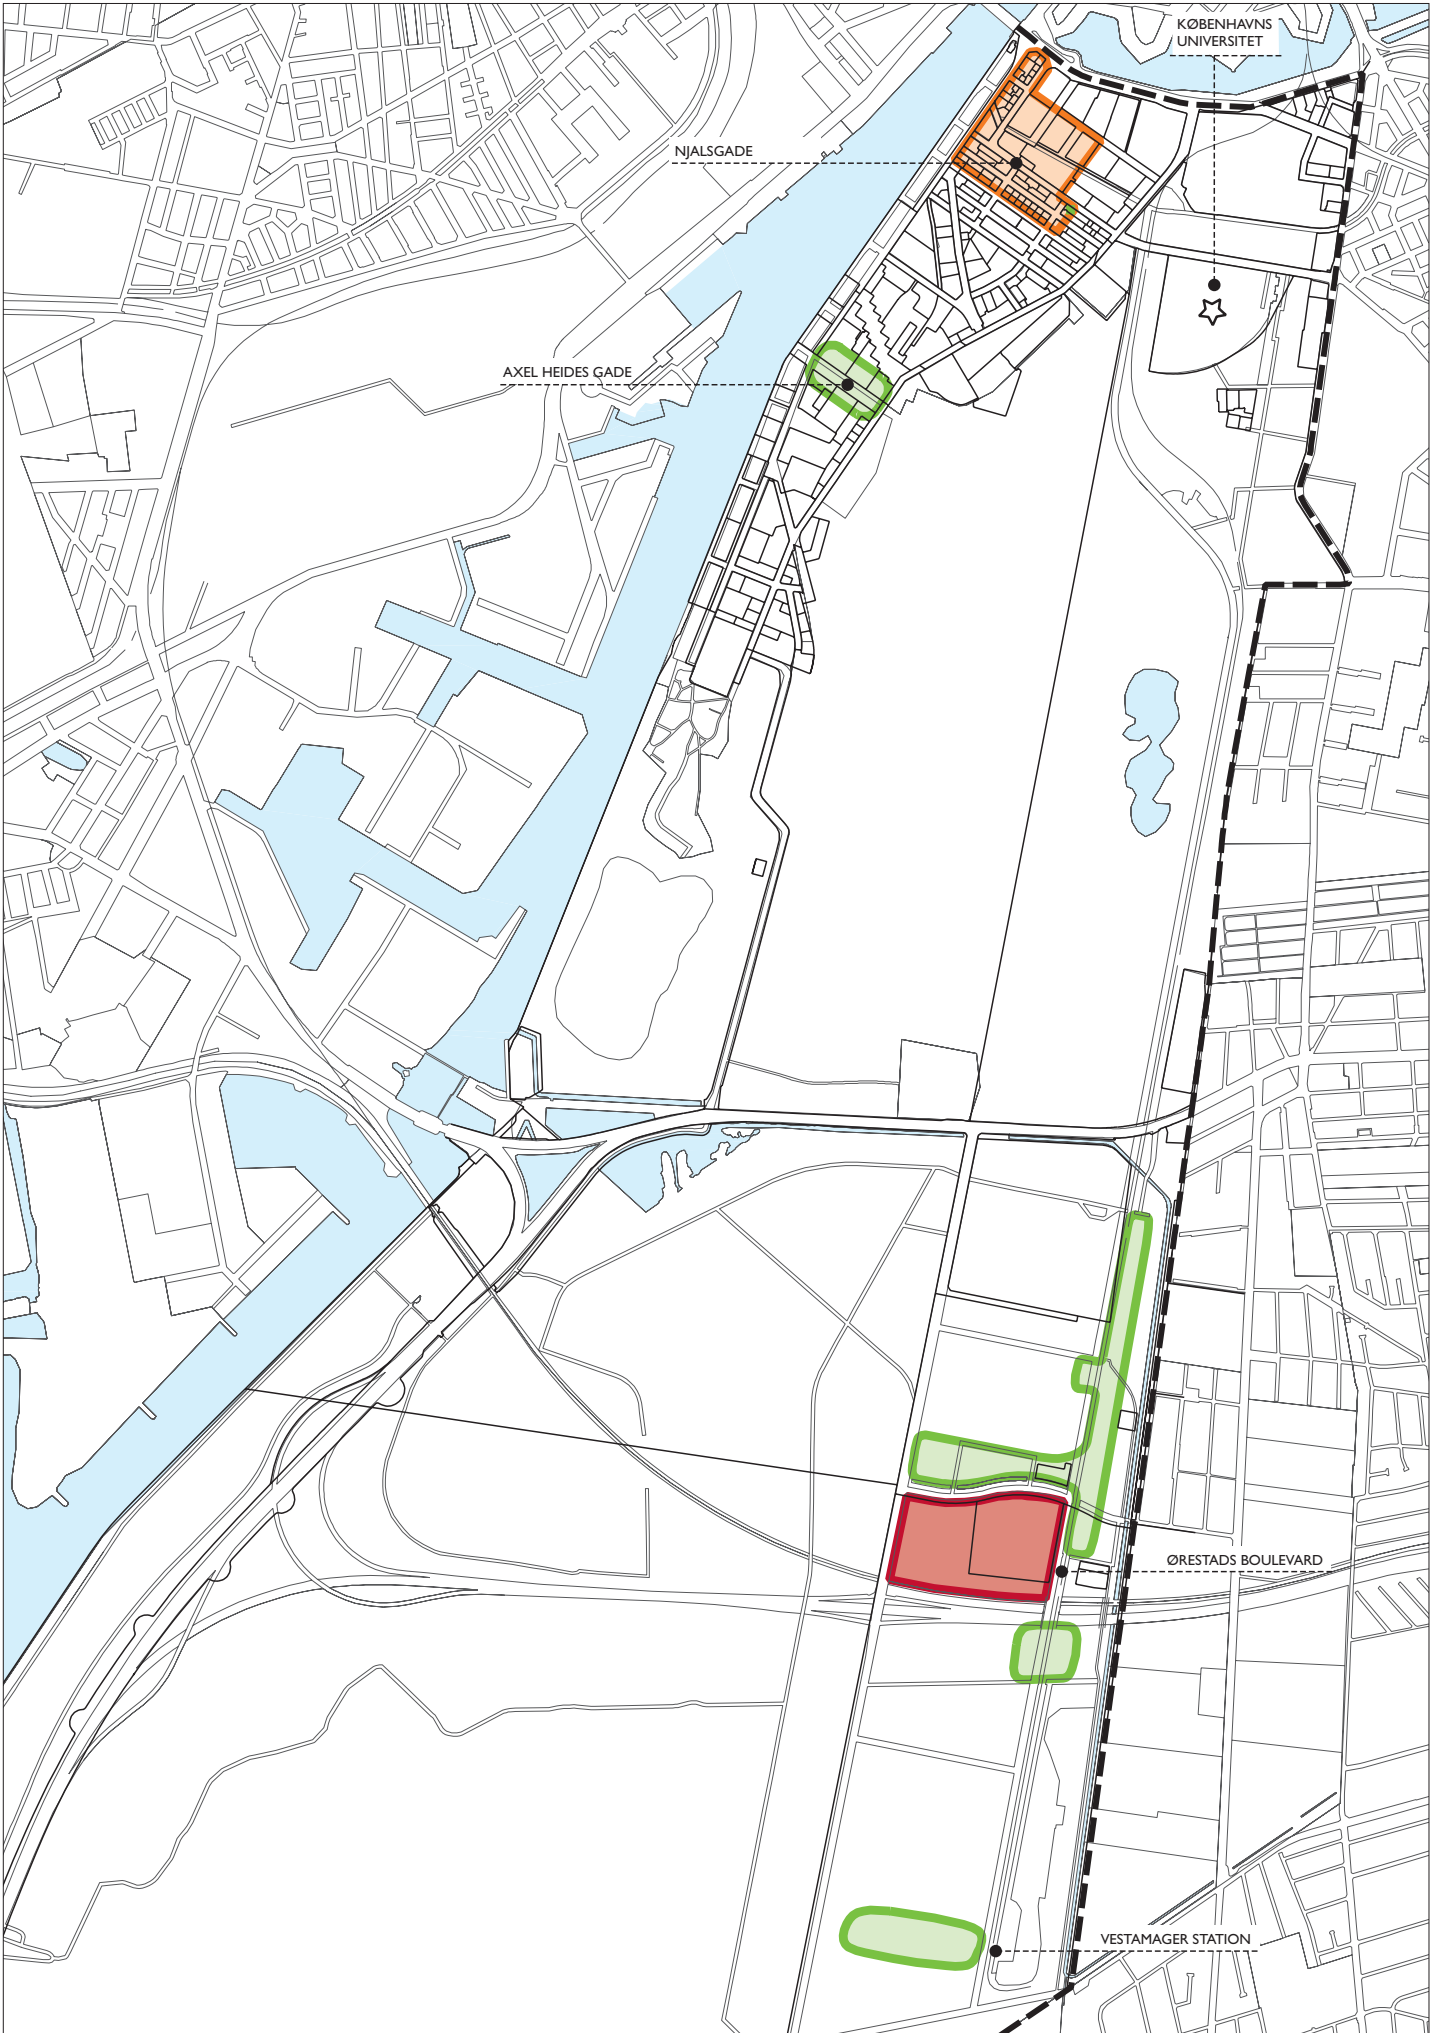 KØBENHAVNS
UNIVERSITET
NJALSGADE
AXEL HEIDES GADE
ØRESTADS BOULEVARD
VESTAMAGER STATION